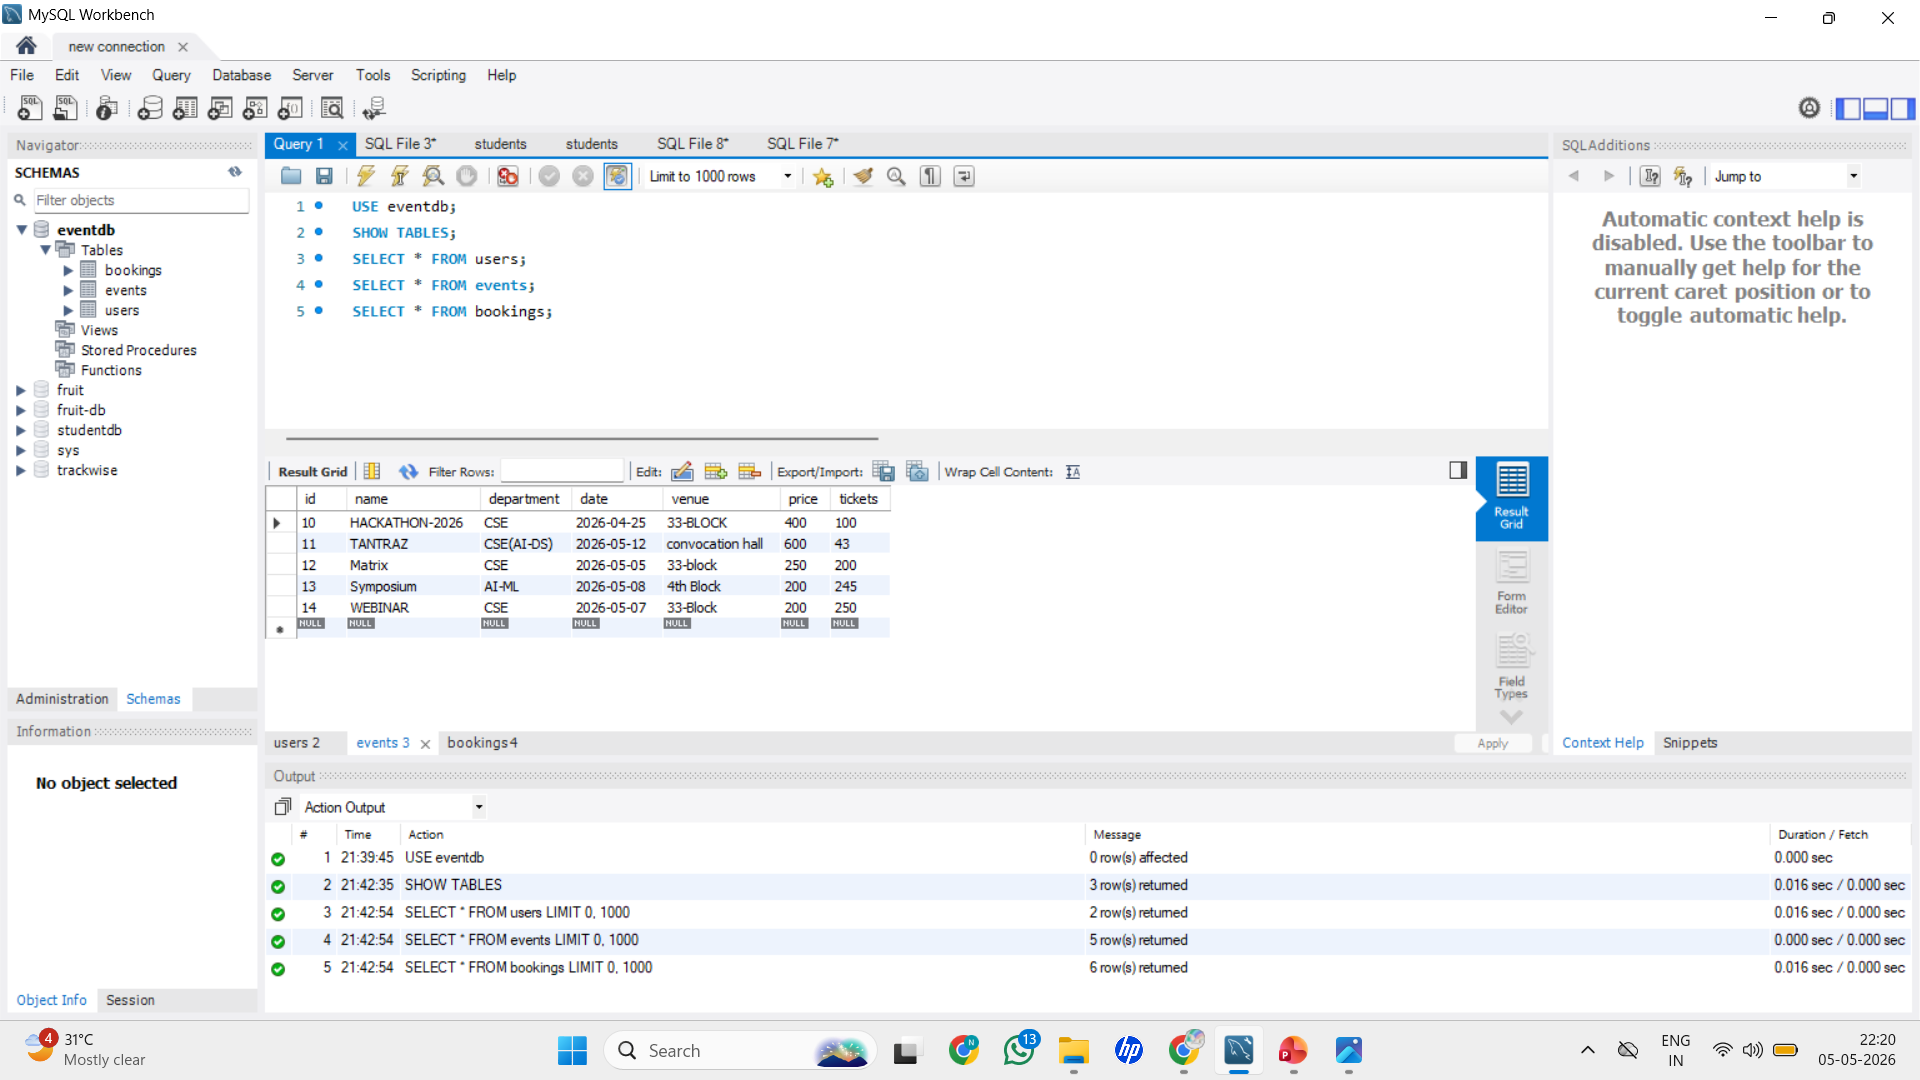 MySQL Workbench
new connection
File Edit View Query Database Server Tools Scripting Help
Navigator
SCHEMAS
Filter objects
eventdb
Tables
bookings
events
users
Views
Stored Procedures
Functions
fruit
fruit-db
studentdb
sys
trackwise
Administration Schemas
Information
No object selected
Object Info Session
Query 1 SQL File 3* students students SQL File 8* SQL File 7*
Limit to 1000 rows
1 USE eventdb;
2 SHOW TABLES;
3 SELECT * FROM users;
4 SELECT * FROM events;
5 SELECT * FROM bookings;
Result Grid Filter Rows: Edit: Export/Import: Wrap Cell Content:
id name department date venue price tickets
10 HACKATHON-2026 CSE 2026-04-25 33-BLOCK 400 100
11 TANTRAZ CSE(AI-DS) 2026-05-12 convocation hall 600 43
12 Matrix CSE 2026-05-05 33-block 250 200
13 Symposium AI-ML 2026-05-08 4th Block 200 245
14 WEBINAR CSE 2026-05-07 33-Block 200 250
NULL NULL NULL NULL NULL NULL NULL
Result
Grid
Form
Editor
Field
Types
users 2 events 3 bookings4 Apply
SQLAdditions
Jump to
Automatic context help is
disabled. Use the toolbar to
manually get help for the
current caret position or to
toggle automatic help.
Context Help Snippets
Output
Action Output
# Time Action Message Duration / Fetch
1 21:39:45 USE eventdb 0 row(s) affected 0.000 sec
2 21:42:35 SHOW TABLES 3 row(s) returned 0.016 sec / 0.000 sec
3 21:42:54 SELECT * FROM users LIMIT 0, 1000 2 row(s) returned 0.016 sec / 0.000 sec
4 21:42:54 SELECT * FROM events LIMIT 0, 1000 5 row(s) returned 0.000 sec / 0.000 sec
5 21:42:54 SELECT * FROM bookings LIMIT 0, 1000 6 row(s) returned 0.016 sec / 0.000 sec
4
31°C
Mostly clear
Search
N
13
hp
P
ENG
IN
22:20
05-05-2026